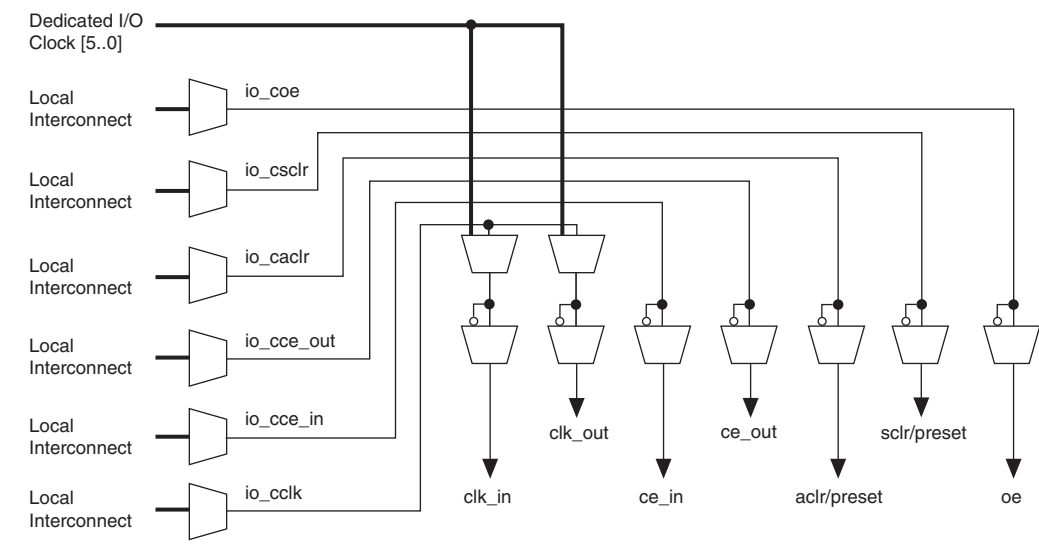 Dedicated I/O
Clock [5..0]
Local
Interconnect
io_coe
Local
Interconnect
io_csclr
Local
Interconnect
io_caclr
Local
Interconnect
io_cce_out
Local
Interconnect
io_cce_in
Local
Interconnect
io_cclk
clk_out
ce_out
sclr/preset
clk_in
ce_in
aclr/preset
oe